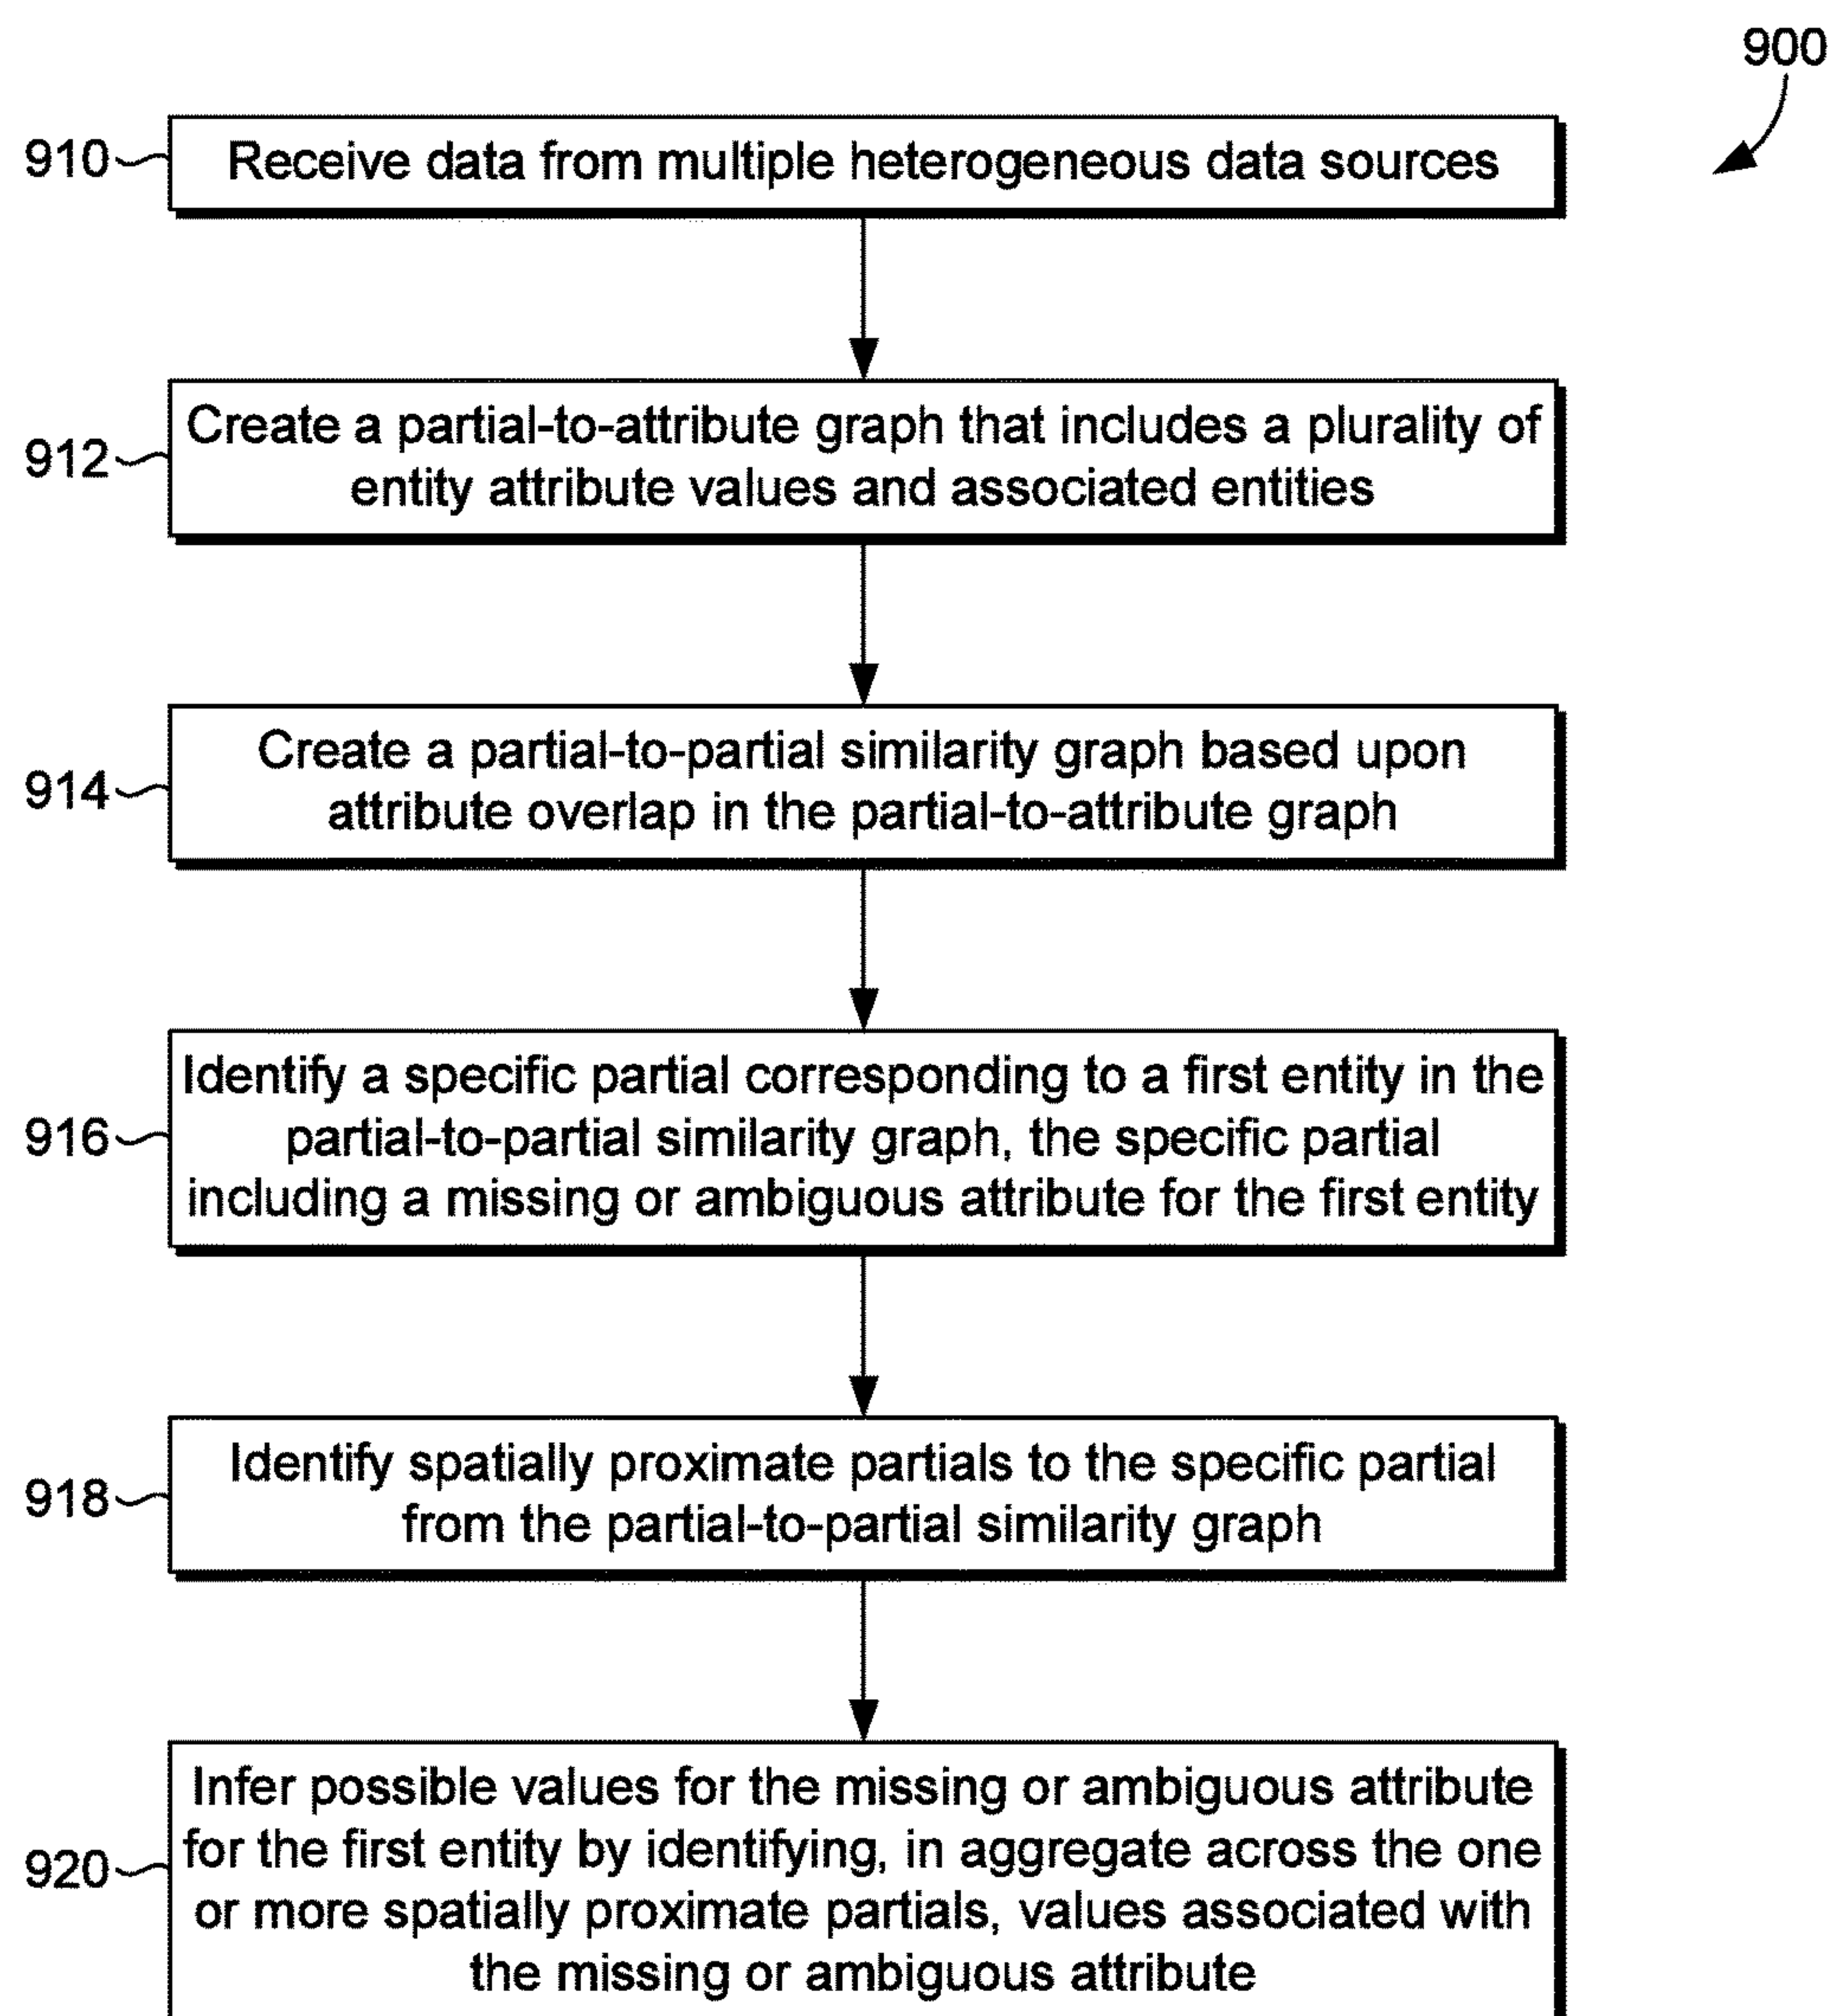 900
910
Receive data from multiple heterogeneous data sources
912
Create a partial-to-attribute graph that includes a plurality of
entity attribute values and associated entities
914
Create a partial-to-partial similarity graph based upon
attribute overlap in the partial-to-attribute graph
916
Identify a specific partial corresponding to a first entity in the
partial-to-partial similarity graph, the specific partial
including a missing or ambiguous attribute for the first entity
918
Identify spatially proximate partials to the specific partial
from the partial-to-partial similarity graph
920
Infer possible values for the missing or ambiguous attribute
for the first entity by identifying, in aggregate across the one
or more spatially proximate partials, values associated with
the missing or ambiguous attribute